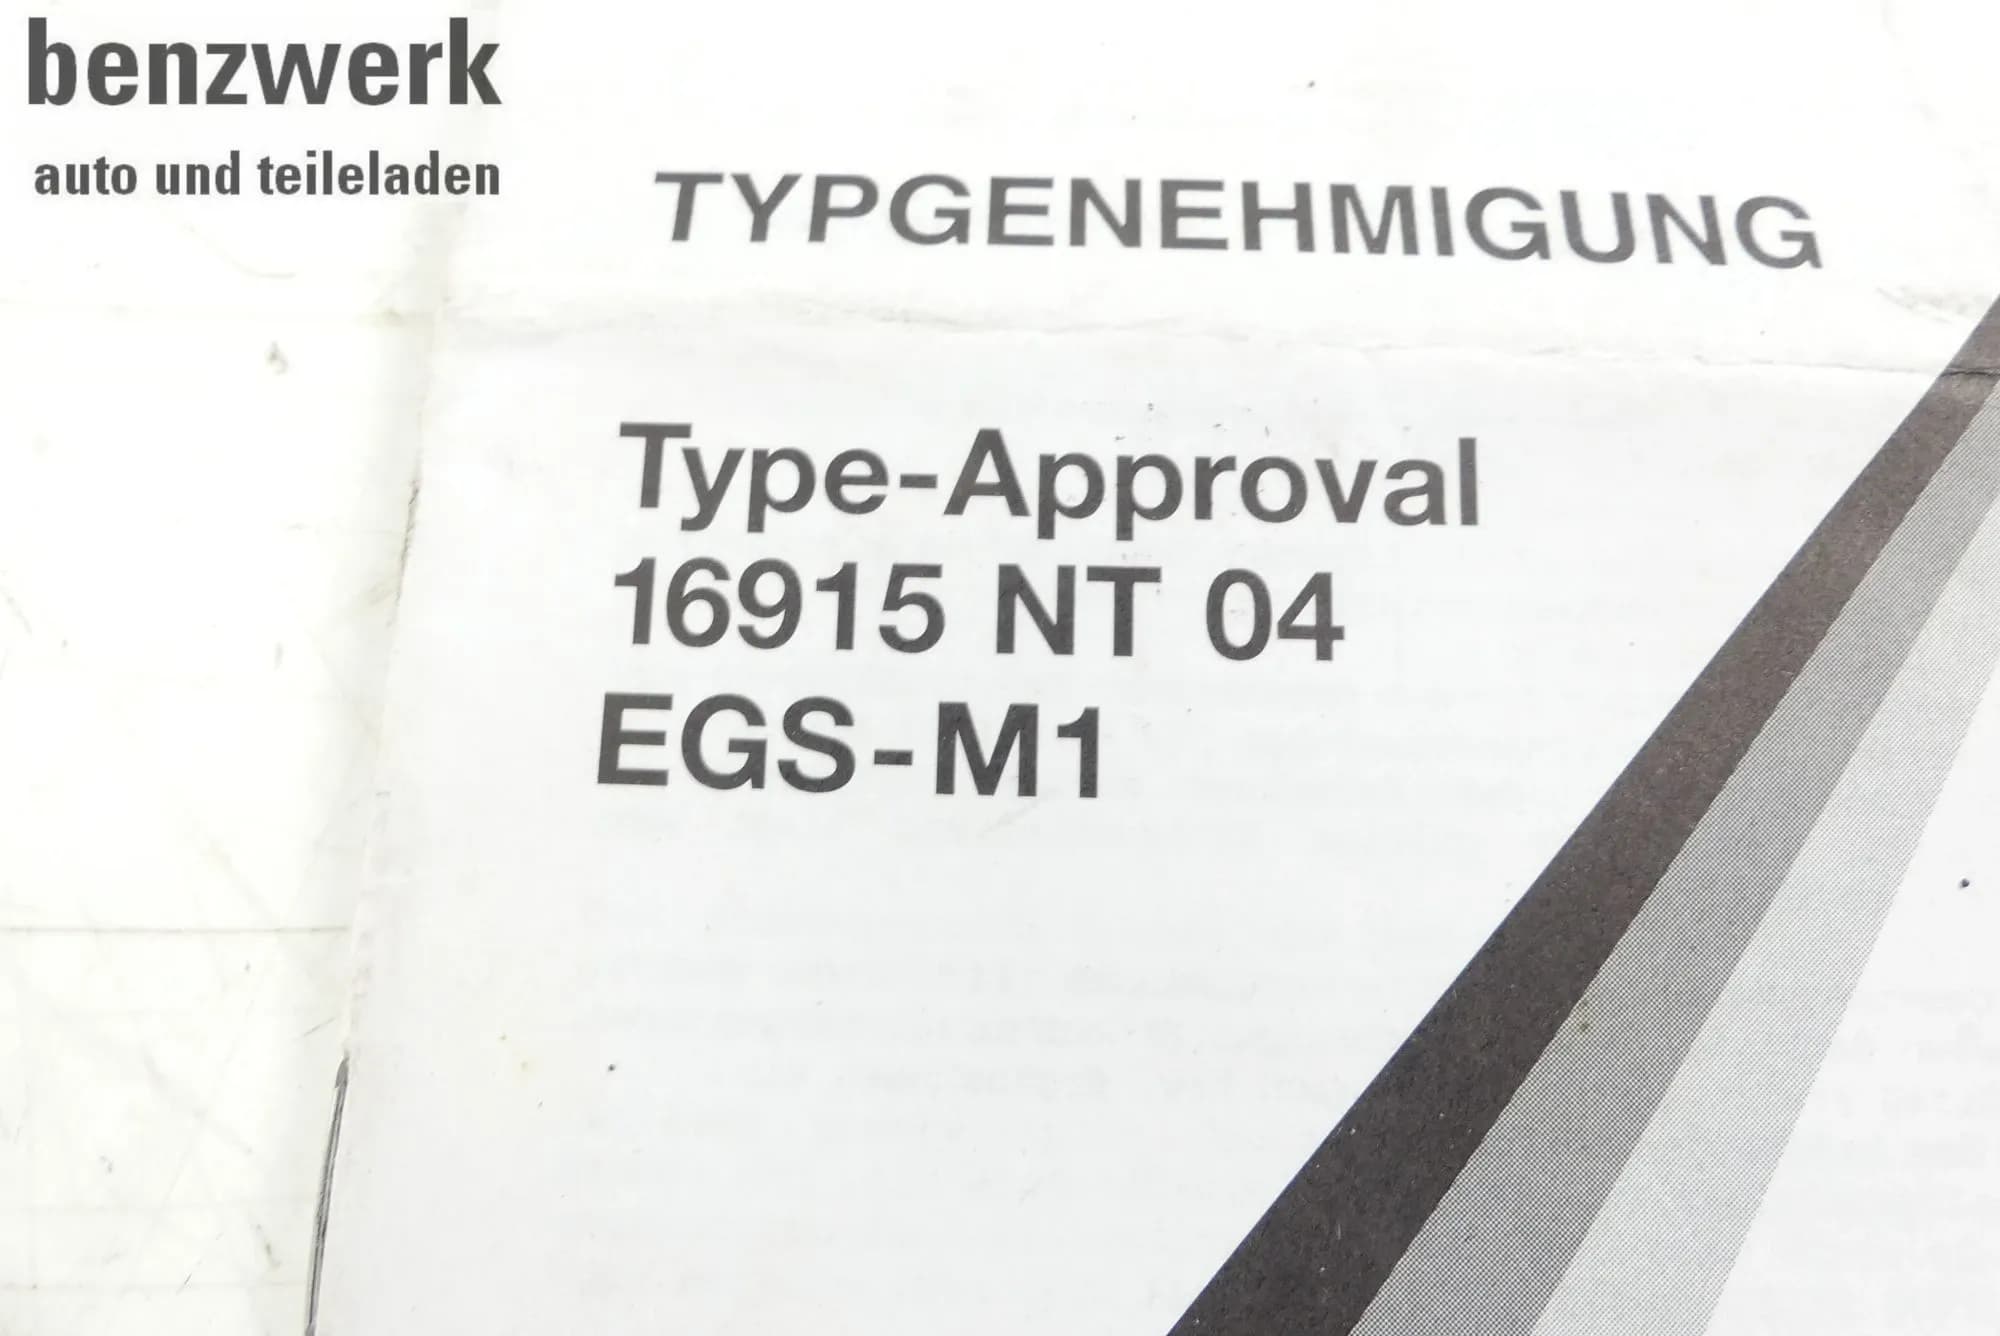 benzwerk
auto und teileladen
TYPGENEHMIGUNG
Type-Approval
16915 NT 04
EGS-M1